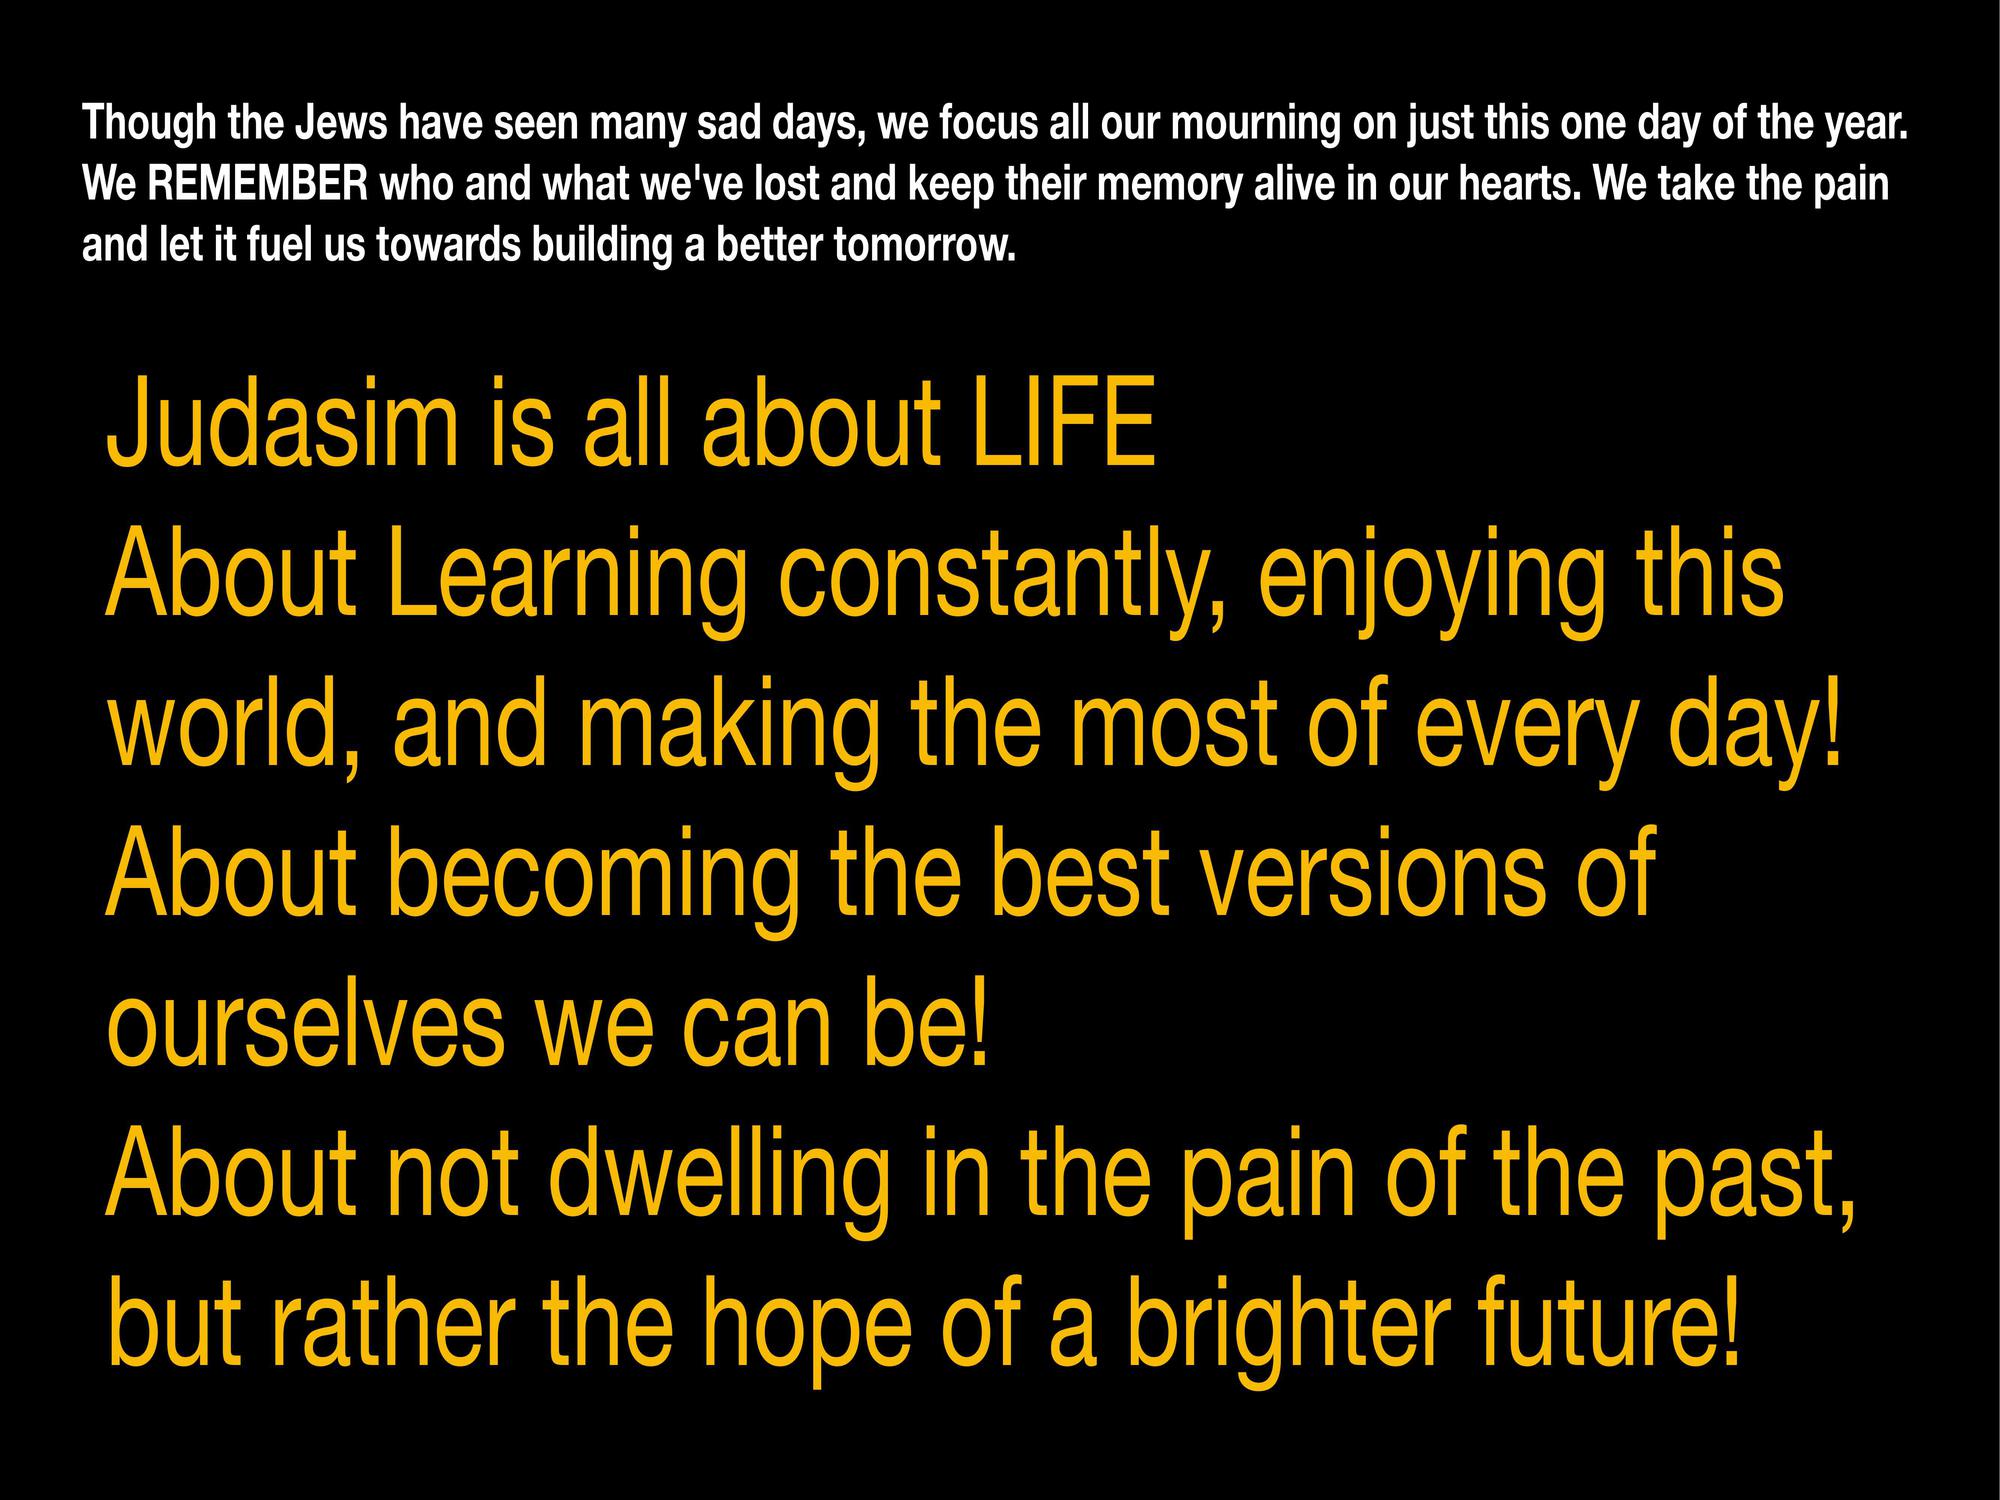 Though the Jews have seen many sad days, we focus all our mourning on just this one day of the year.
We REMEMBER who and what we've lost and keep their memory alive in our hearts. We take the pain
and let it fuel us towards building a better tomorrow.
Judasim is all about LIFE
About Learning constantly, enjoying this
world, and making the most of every day!
About becoming the best versions of
ourselves we can be!
About not dwelling in the pain of the past,
but rather the hope of a brighter future!